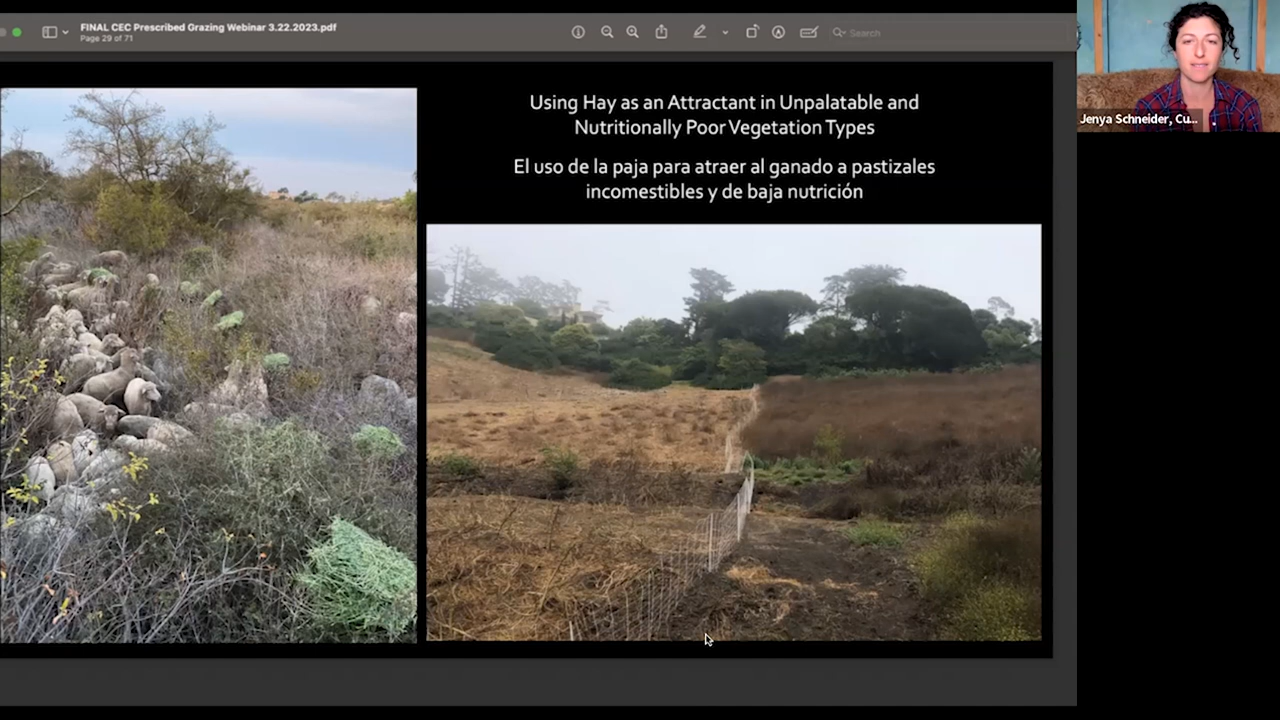 FINAL CEC Prescribed Grazing Webinar 3.22.2023.pdf
Page 29 of 71
Search
Using Hay as an Attractant in Unpalatable and
Nutritionally Poor Vegetation Types
El uso de la paja para atraer al ganado a pastizales
incomestibles y de baja nutrición
Jenya Schneider, Cu...